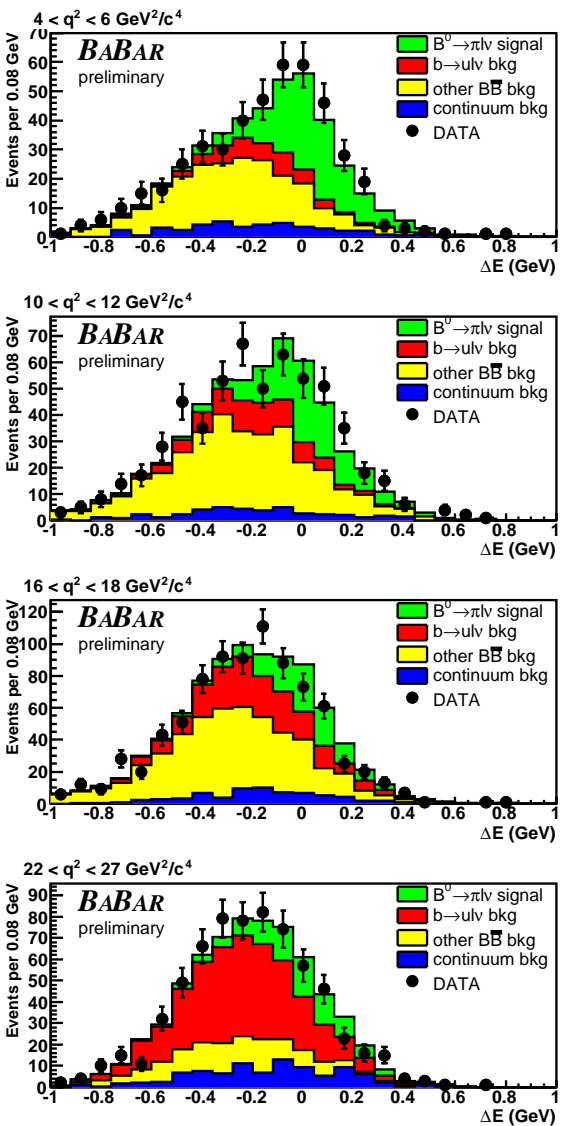 4 < q² < 6 GeV²/c⁴
Events per 0.08 GeV
70
60
50
40
30
20
10
0
BABAR
preliminary
B⁰→πlν signal
b→ulν bkg
other BB̅ bkg
continuum bkg
DATA
-1 -0.8 -0.6 -0.4 -0.2 0 0.2 0.4 0.6 0.8 1
ΔE (GeV)
10 < q² < 12 GeV²/c⁴
Events per 0.08 GeV
70
60
50
40
30
20
10
0
BABAR
preliminary
B⁰→πlν signal
b→ulν bkg
other BB̅ bkg
continuum bkg
DATA
-1 -0.8 -0.6 -0.4 -0.2 0 0.2 0.4 0.6 0.8 1
ΔE (GeV)
16 < q² < 18 GeV²/c⁴
Events per 0.08 GeV
120
100
80
60
40
20
0
BABAR
preliminary
B⁰→πlν signal
b→ulν bkg
other BB̅ bkg
continuum bkg
DATA
-1 -0.8 -0.6 -0.4 -0.2 0 0.2 0.4 0.6 0.8 1
ΔE (GeV)
22 < q² < 27 GeV²/c⁴
Events per 0.08 GeV
90
80
70
60
50
40
30
20
10
0
BABAR
preliminary
B⁰→πlν signal
b→ulν bkg
other BB̅ bkg
continuum bkg
DATA
-1 -0.8 -0.6 -0.4 -0.2 0 0.2 0.4 0.6 0.8 1
ΔE (GeV)